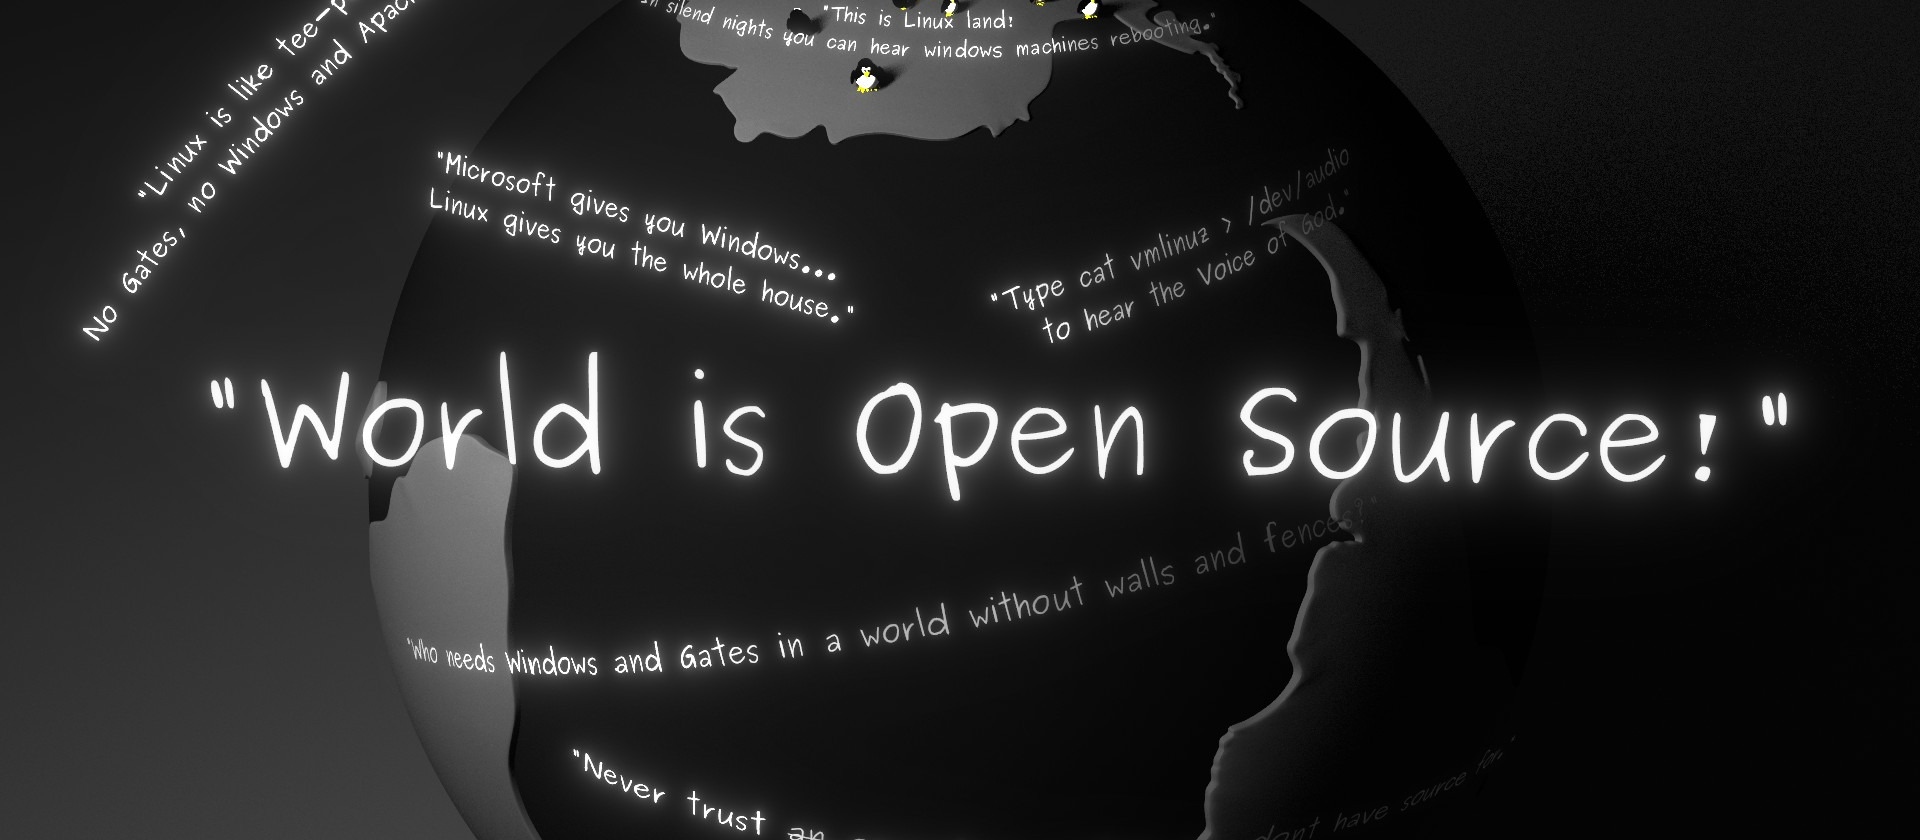 "This is Linux land!
In silend nights you can hear windows machines rebooting."
"Linux is like tee-p
No Gates, no Windows and Apac
"Microsoft gives you Windows...
Linux gives you the whole house."
"Type cat vmlinuz > /dev/audio
to hear the Voice of God."
"World is Open Source!"
"Who needs Windows and Gates in a world without walls and fences?"
"Never trust an
dont have source for."